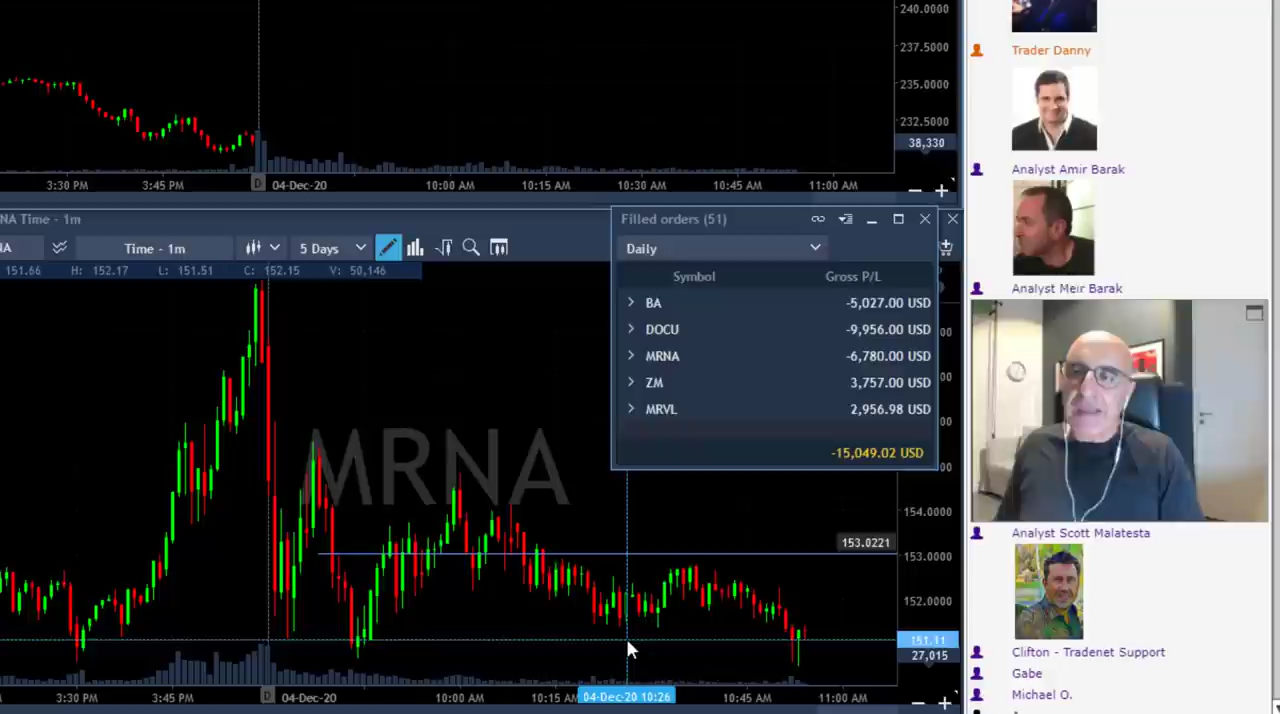 240.0000
237.5000
235.0000
232.5000
38,330
3:30 PM
3:45 PM
D
04-Dec-20
10:00 AM
10:15 AM
10:30 AM
10:45 AM
11:00 AM
NA Time - 1m
Time - 1m
5 Days
151.66 H: 152.17 L: 151.51 C: 152.15 V: 50,146
Filled orders (51)
Daily
Symbol Gross P/L
BA -5,027.00 USD
DOCU -9,956.00 USD
MRNA -6,780.00 USD
ZM 3,757.00 USD
MRVL 2,956.98 USD
-15,049.02 USD
MRNA
154.0000
153.0221
153.0000
152.0000
151.11
27,015
3:30 PM
3:45 PM
D
04-Dec-20
10:00 AM
10:15 AM
04-Dec-20 10:26
10:45 AM
11:00 AM
Trader Danny
Analyst Amir Barak
Analyst Meir Barak
Analyst Scott Malatesta
Clifton - Tradenet Support
Gabe
Michael O.